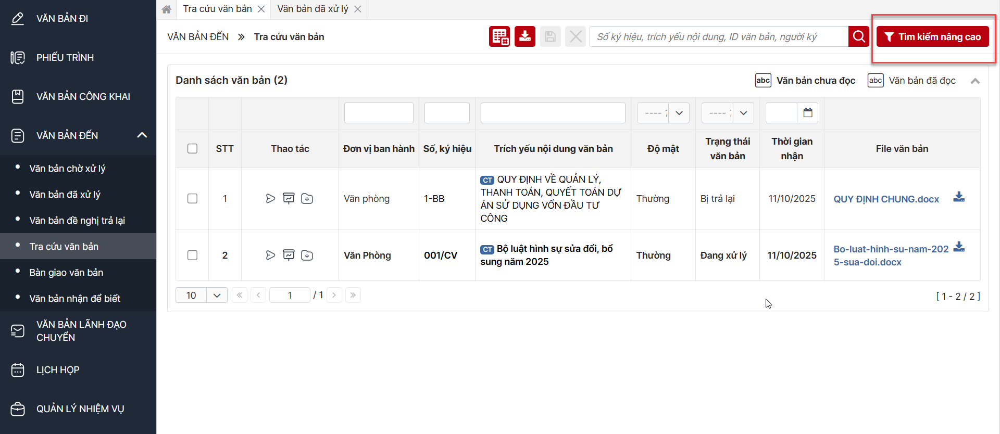 VĂN BẢN ĐI
PHIẾU TRÌNH
VĂN BẢN CÔNG KHAI
VĂN BẢN ĐẾN
Văn bản chờ xử lý
Văn bản đã xử lý
Văn bản đề nghị trả lại
Tra cứu văn bản
Bàn giao văn bản
Văn bản nhận để biết
VĂN BẢN LÃNH ĐẠO
CHUYỂN
LỊCH HỌP
QUẢN LÝ NHIỆM VỤ
Tra cứu văn bản
Văn bản đã xử lý
VĂN BẢN ĐẾN » Tra cứu văn bản
Số ký hiệu, trích yếu nội dung, ID văn bản, người ký
Tìm kiếm nâng cao
Danh sách văn bản (2)
abc Văn bản chưa đọc
abc Văn bản đã đọc
----
----
STT
Thao tác
Đơn vị ban hành
Số, ký hiệu
Trích yếu nội dung văn bản
Độ mật
Trạng thái
văn bản
Thời gian
nhận
File văn bản
1
Văn phòng
1-BB
CT QUY ĐỊNH VỀ QUẢN LÝ,
THANH TOÁN, QUYẾT TOÁN DỰ
ÁN SỬ DỤNG VỐN ĐẦU TƯ
CÔNG
Thường
Bị trả lại
11/10/2025
QUY ĐỊNH CHUNG.docx
2
Văn Phòng
001/CV
CT Bộ luật hình sự sửa đổi, bổ
sung năm 2025
Thường
Đang xử lý
11/10/2025
Bo-luat-hinh-su-nam-202
5-sua-doi.docx
10
1
/ 1
[ 1 - 2 / 2 ]